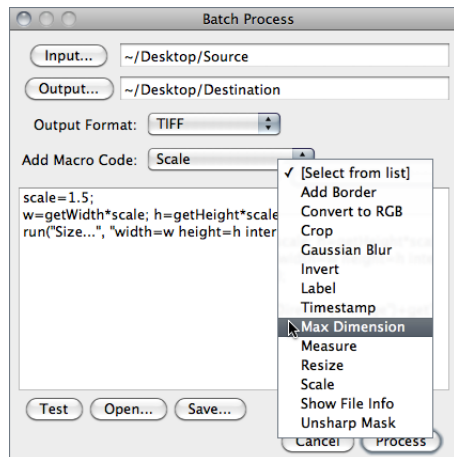 Batch Process
Input... ~/Desktop/Source
Output... ~/Desktop/Destination
Output Format: TIFF
Add Macro Code: Scale
scale=1.5;
w=getWidth*scale; h=getHeight*scale
run("Size...", "width=w height=h inter
✓ [Select from list]
Add Border
Convert to RGB
Crop
Gaussian Blur
Invert
Label
Timestamp
Max Dimension
Measure
Resize
Scale
Show File Info
Unsharp Mask
Test Open... Save...
Cancel Process